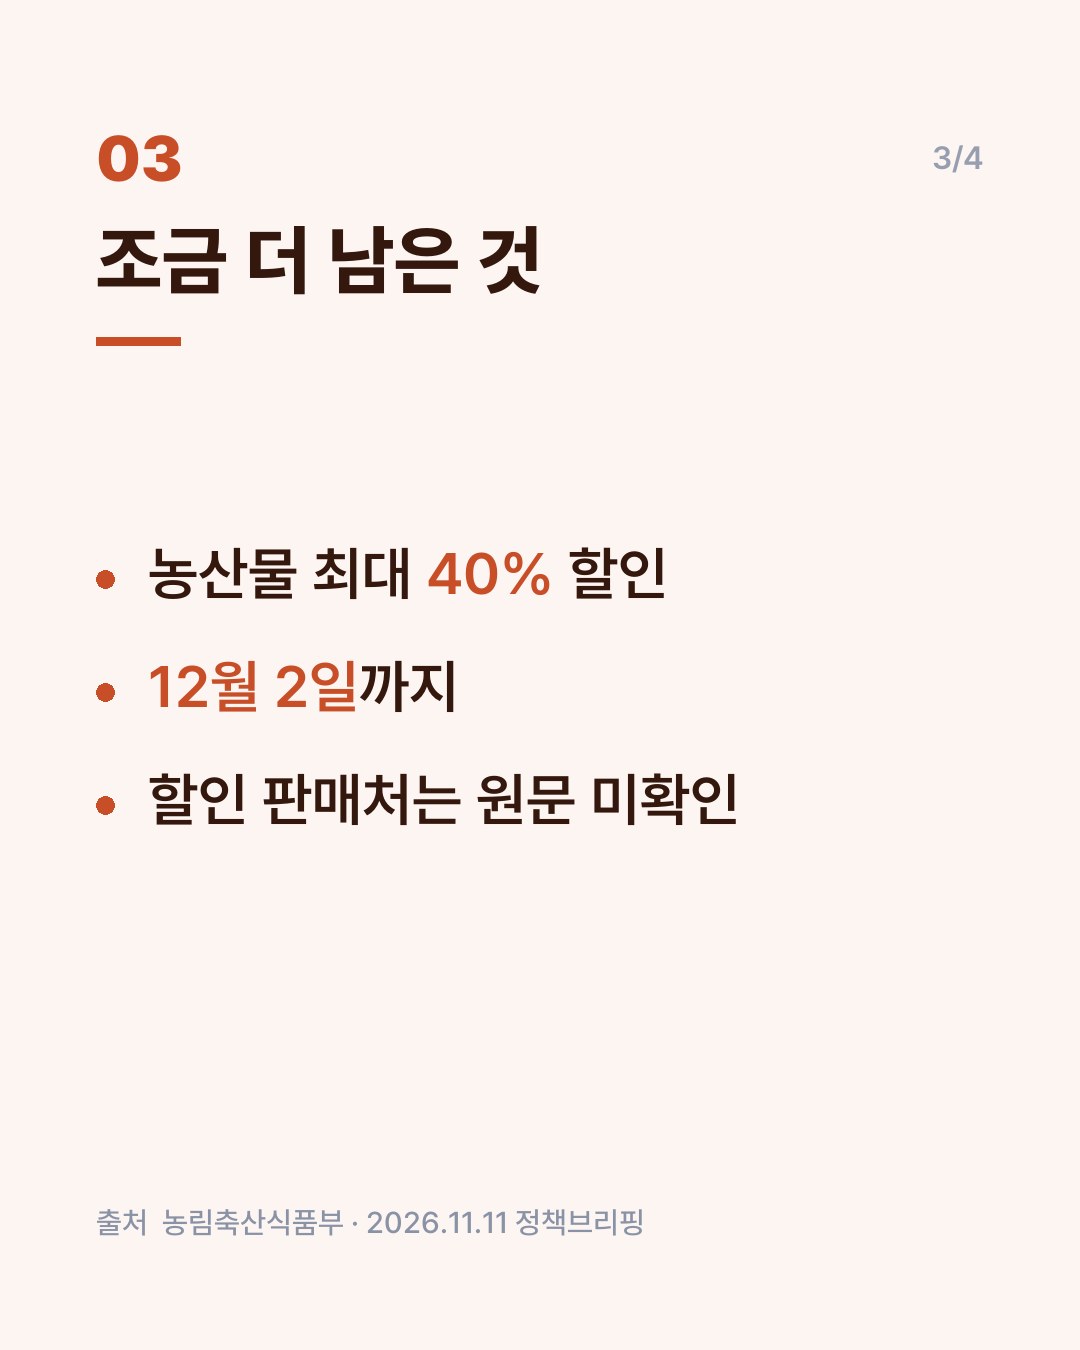 03
3/4
조금 더 남은 것
• 농산물 최대 40% 할인
• 12월 2일까지
• 할인 판매처는 원문 미확인
출처 농림축산식품부 · 2026.11.11 정책브리핑